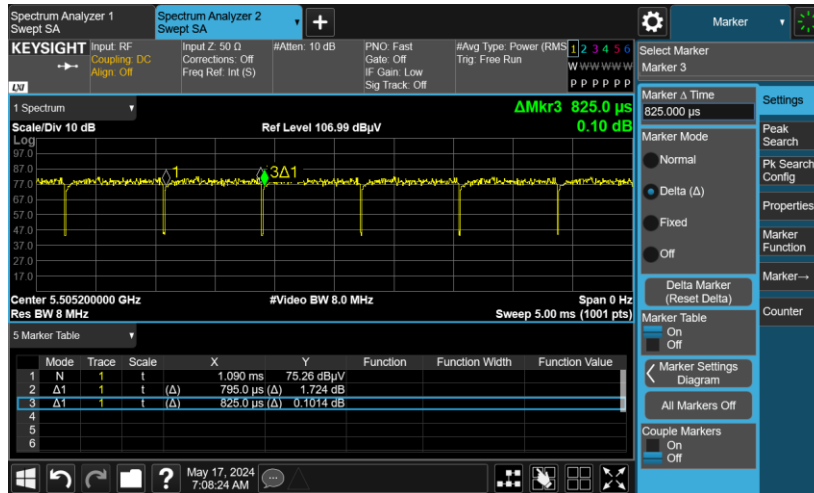 Spectrum Analyzer 1
Swept SA
Spectrum Analyzer 2
Swept SA
Marker
KEYSIGHT
LXI
Input: RF
Coupling: DC
Align: Off
Input Z: 50 Ω
Corrections: Off
Freq Ref: Int (S)
#Atten: 10 dB
PNO: Fast
Gate: Off
IF Gain: Low
Sig Track: Off
#Avg Type: Power (RMS
Trig: Free Run
1 2 3 4 5 6
W W W W W W
P P P P P P
1 Spectrum
Scale/Div 10 dB
Ref Level 106.99 dBµV
ΔMkr3 825.0 µs
0.10 dB
Log
97.0
87.0
77.0
67.0
57.0
47.0
37.0
27.0
17.0
1
3Δ1
Center 5.505200000 GHz
#Video BW 8.0 MHz
Span 0 Hz
Res BW 8 MHz
Sweep 5.00 ms (1001 pts)
5 Marker Table
Mode Trace Scale X Y Function Function Width Function Value
1 N 1 t 1.090 ms 75.26 dBµV
2 Δ1 1 t (Δ) 795.0 µs (Δ) 1.724 dB
3 Δ1 1 t (Δ) 825.0 µs (Δ) 0.1014 dB
4
5
6
May 17, 2024
7:08:24 AM
Select Marker
Marker 3
Marker Δ Time
825.000 µs
Marker Mode
Normal
Delta (Δ)
Fixed
Off
Delta Marker
(Reset Delta)
Marker Table
On
Off
Marker Settings
Diagram
All Markers Off
Couple Markers
On
Off
Settings
Peak
Search
Pk Search
Config
Properties
Marker
Function
Marker→
Counter